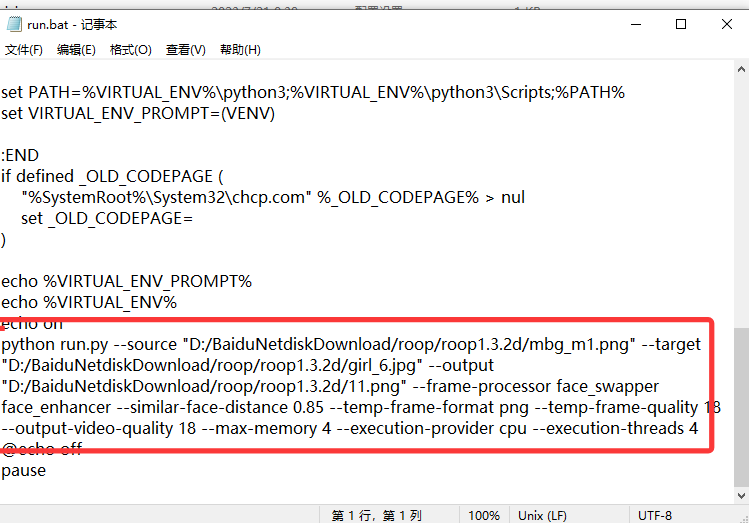 run.bat - 记事本
文件(F) 编辑(E) 格式(O) 查看(V) 帮助(H)
set PATH=%VIRTUAL_ENV%\python3;%VIRTUAL_ENV%\python3\Scripts;%PATH%
set VIRTUAL_ENV_PROMPT=(VENV)
:END
if defined _OLD_CODEPAGE (
"%SystemRoot%\System32\chcp.com" %_OLD_CODEPAGE% > nul
set _OLD_CODEPAGE=
)
echo %VIRTUAL_ENV_PROMPT%
echo %VIRTUAL_ENV%
echo on
python run.py --source "D:/BaiduNetdiskDownload/roop/roop1.3.2d/mbg_m1.png" --target
"D:/BaiduNetdiskDownload/roop/roop1.3.2d/girl_6.jpg" --output
"D:/BaiduNetdiskDownload/roop/roop1.3.2d/11.png" --frame-processor face_swapper
face_enhancer --similar-face-distance 0.85 --temp-frame-format png --temp-frame-quality 18
--output-video-quality 18 --max-memory 4 --execution-provider cpu --execution-threads 4
@echo off
pause
第 1 行，第 1 列 100% Unix (LF) UTF-8